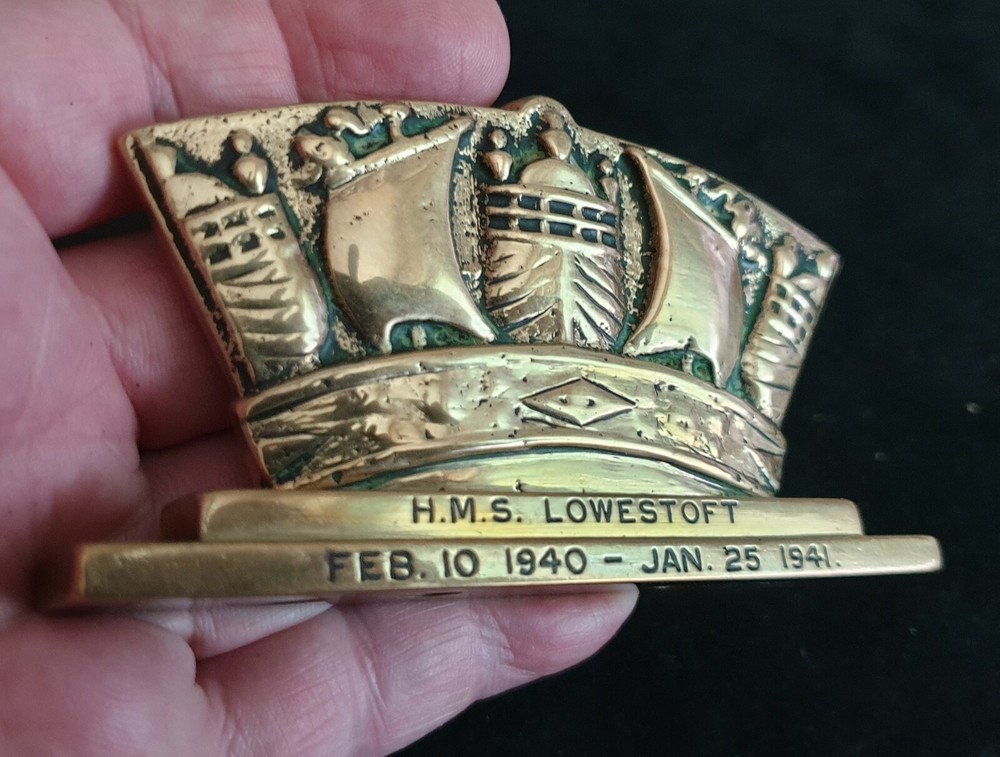 H.M.S. LOWESTOFT
FEB. 10 1940 – JAN. 25 1941.